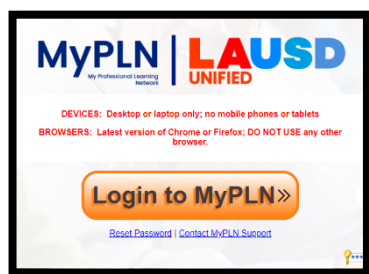 MyPLN
My Professional Learning
Network
LAUSD
UNIFIED
DEVICES: Desktop or laptop only; no mobile phones or tablets
BROWSERS: Latest version of Chrome or Firefox; DO NOT USE any other
browser.
Login to MyPLN»
Reset Password | Contact MyPLN Support